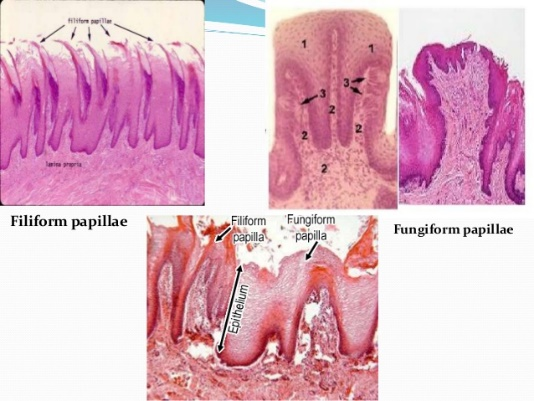 filiform papillae
lamina propria
1 1
3 3
2
2 2
2
Filiform papillae
Fungiform papillae
Filiform
papilla
Fungiform
papilla
Epithelium